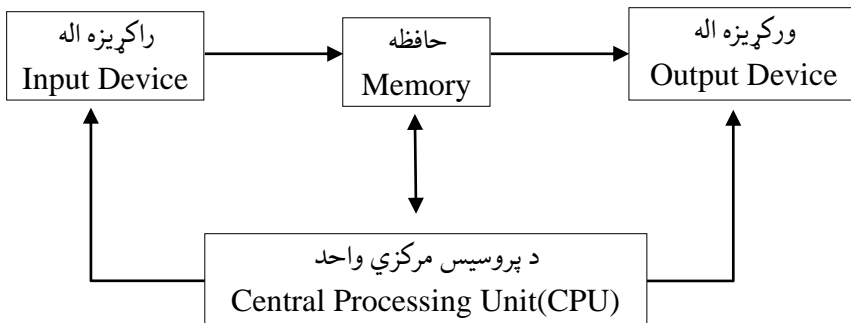 راکړیزه اله
Input Device
حافظه
Memory
ورکړیزه اله
Output Device
د پروسیس مرکزي واحد
Central Processing Unit(CPU)